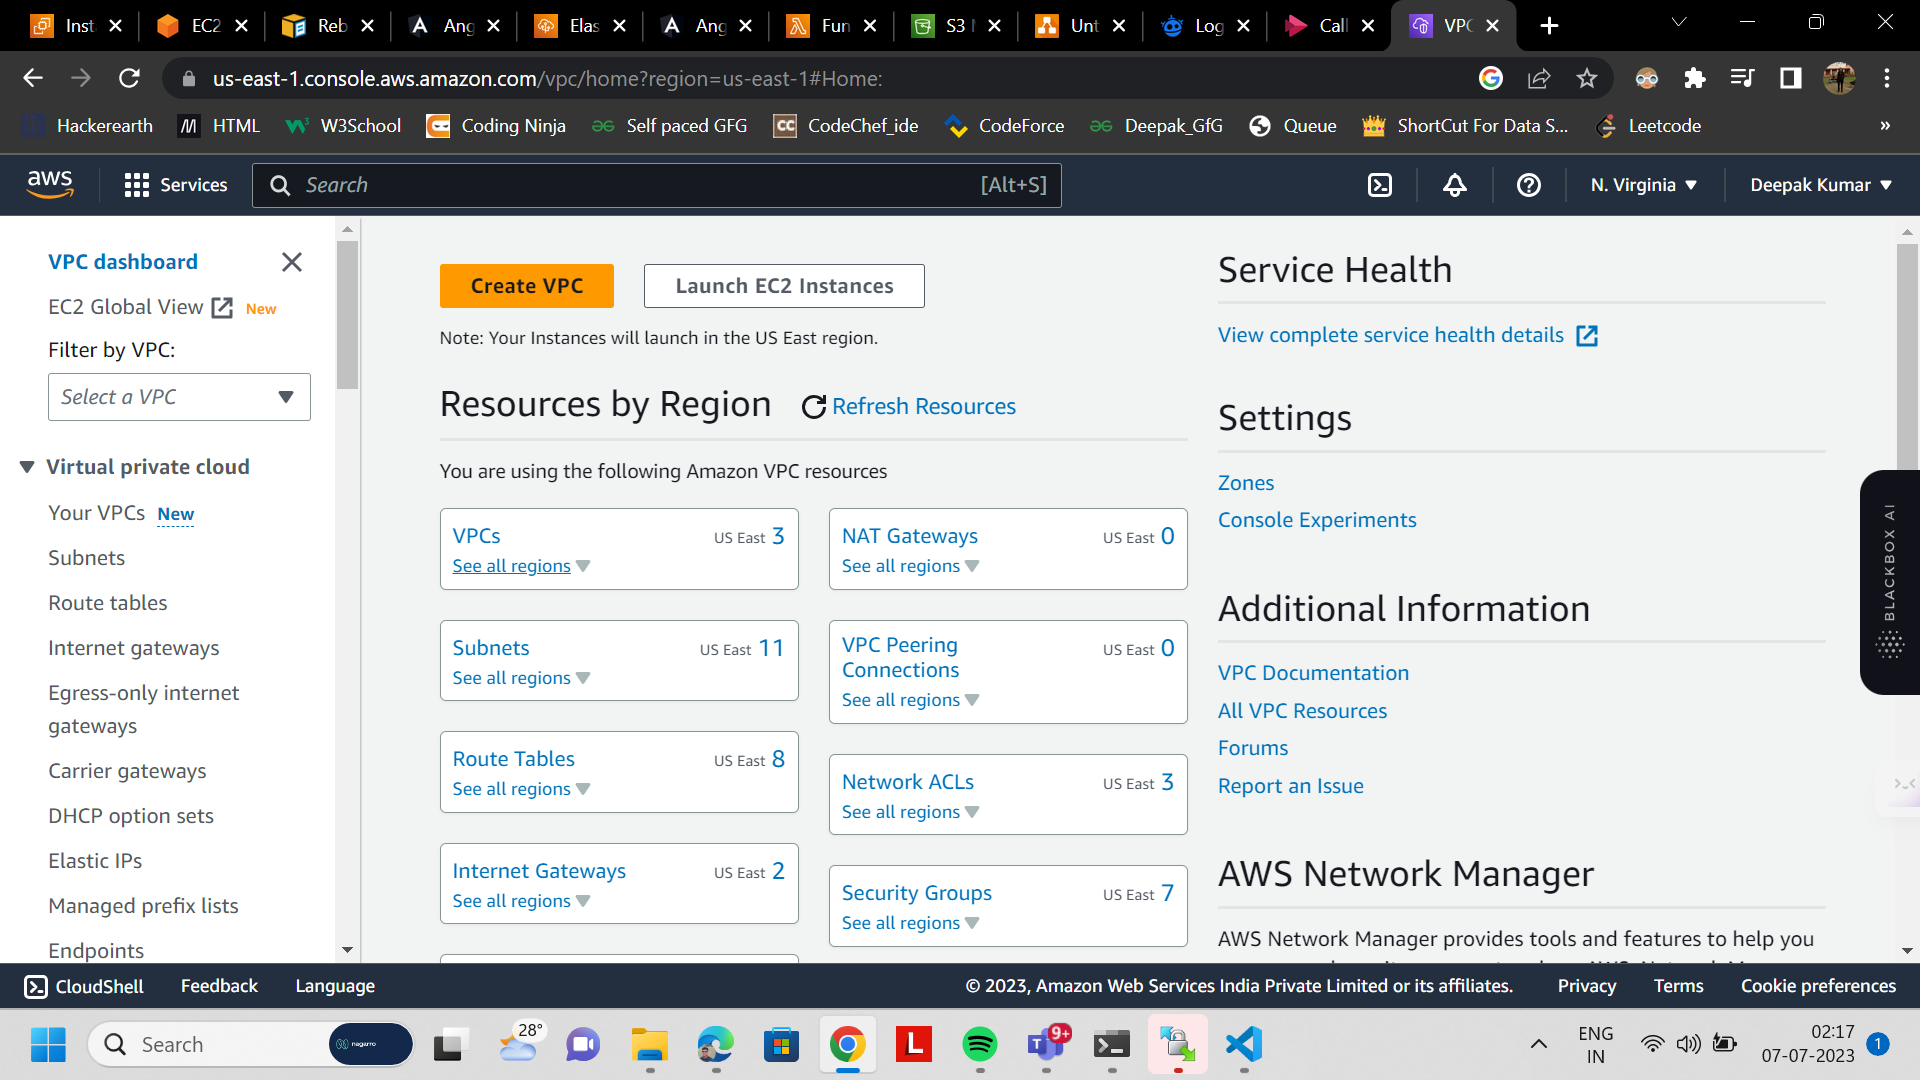 Inst
EC2
Reb
Ang
Elas
Ang
Fun
S3
Unt
Log
Call
VPC
us-east-1.console.aws.amazon.com/vpc/home?region=us-east-1#Home:
Hackerearth
HTML
W3School
Coding Ninja
Self paced GFG
CodeChef_ide
CodeForce
Deepak_GfG
Queue
ShortCut For Data S...
Leetcode
»
aws
Services
Search
[Alt+S]
N. Virginia
Deepak Kumar
VPC dashboard
EC2 Global View New
Filter by VPC:
Select a VPC
Virtual private cloud
Your VPCs New
Subnets
Route tables
Internet gateways
Egress-only internet
gateways
Carrier gateways
DHCP option sets
Elastic IPs
Managed prefix lists
Endpoints
Create VPC
Launch EC2 Instances
Note: Your Instances will launch in the US East region.
Resources by Region
Refresh Resources
You are using the following Amazon VPC resources
VPCs US East 3
See all regions
NAT Gateways US East 0
See all regions
Subnets US East 11
See all regions
VPC Peering
Connections US East 0
See all regions
Route Tables US East 8
See all regions
Network ACLs US East 3
See all regions
Internet Gateways US East 2
See all regions
Security Groups US East 7
See all regions
Service Health
View complete service health details
Settings
Zones
Console Experiments
Additional Information
VPC Documentation
All VPC Resources
Forums
Report an Issue
AWS Network Manager
AWS Network Manager provides tools and features to help you
BLACKBOX AI
CloudShell
Feedback
Language
© 2023, Amazon Web Services India Private Limited or its affiliates.
Privacy
Terms
Cookie preferences
Search
nagarro
28°
9+
ENG
IN
02:17
07-07-2023
1